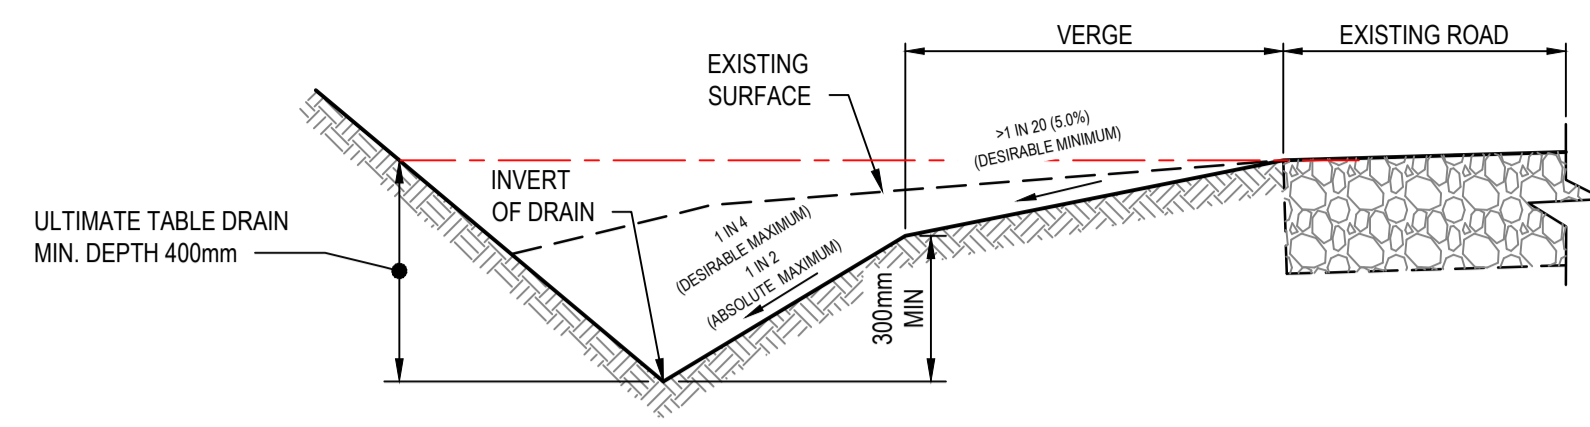 VERGE
EXISTING ROAD
EXISTING
SURFACE
>1 IN 20 (5.0%)
(DESIRABLE MINIMUM)
INVERT
OF DRAIN
ULTIMATE TABLE DRAIN
MIN. DEPTH 400mm
1 IN 4
(DESIRABLE MAXIMUM)
1 IN 2
(ABSOLUTE MAXIMUM)
300mm
MIN